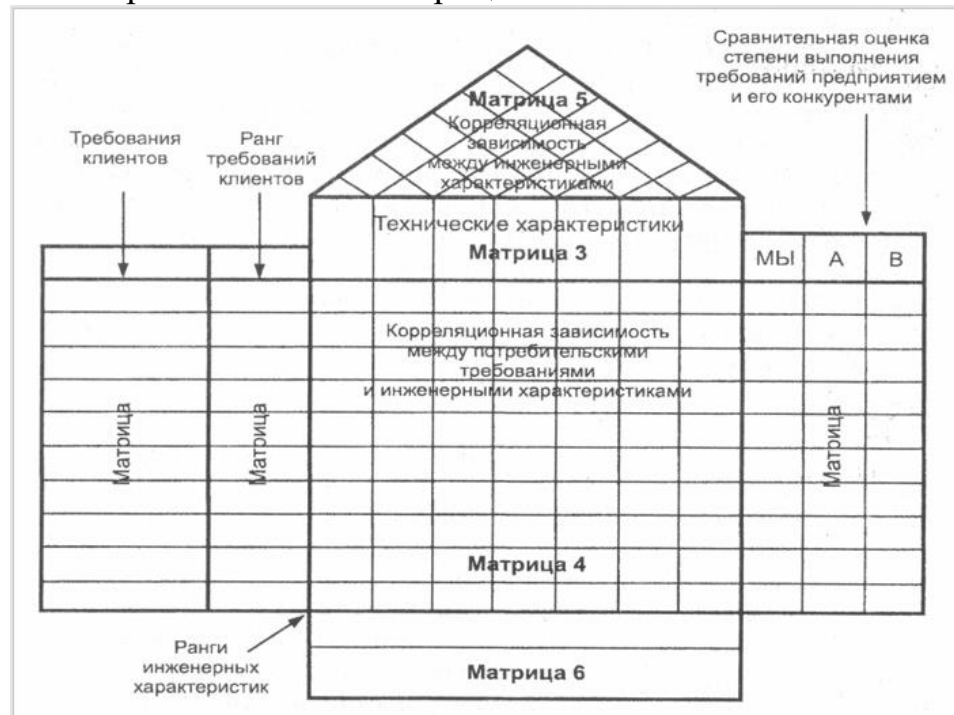 Сравнительная оценка
степени выполнения
требований предприятием
и его конкурентами
Требования
клиентов
Ранг
требований
клиентов
Матрица 5
Корреляционная
зависимость
между инженерными
характеристиками
Технические характеристики
Матрица 3
МЫ
А
В
Корреляционная зависимость
между потребительскими
требованиями
и инженерными характеристиками
Матрица
Матрица
Матрица
Матрица 4
Ранги
инженерных
характеристик
Матрица 6